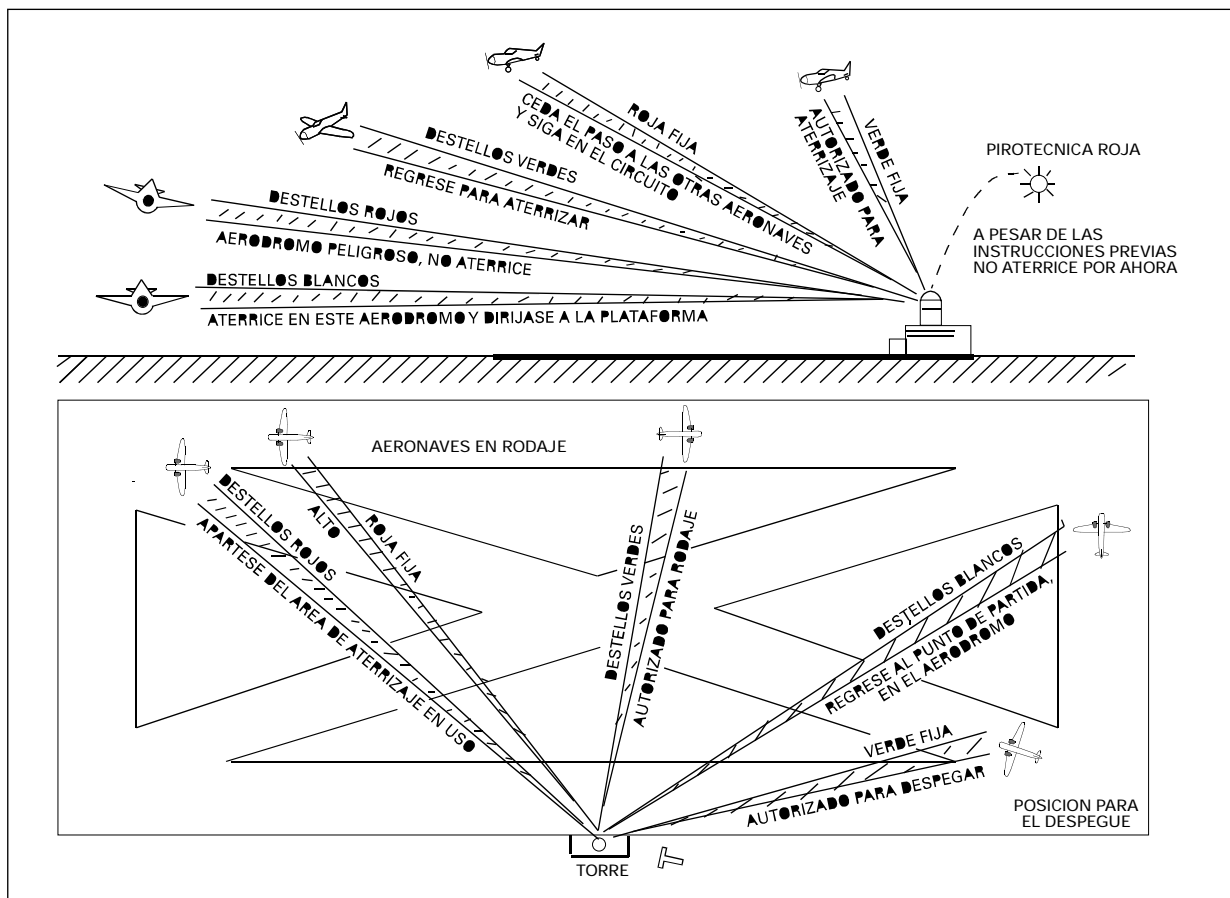 ROJA FIJA
CEDA EL PASO A LAS OTRAS AERONAVES
Y SIGA EN EL CIRCUITO
VERDE FIJA
AUTORIZADO PARA
ATERRIZAJE
PIROTECNICA ROJA
A PESAR DE LAS
INSTRUCCIONES PREVIAS
NO ATERRICE POR AHORA
DESTELLOS VERDES
REGRESE PARA ATERRIZAR
DESTELLOS ROJOS
AERODROMO PELIGROSO, NO ATERRICE
DESTELLOS BLANCOS
ATERRICE EN ESTE AERODROMO Y DIRIJASE A LA PLATAFORMA
AERONAVES EN RODAJE
DESTELLOS ROJOS
APARTESE DEL AREA DE ATERRIZAJE EN USO
ROJA FIJA
ALTO
DESTELLOS VERDES
AUTORIZADO PARA RODAJE
DESTELLOS BLANCOS
REGRESE AL PUNTO DE PARTIDA,
EN EL AERODROMO
VERDE FIJA
AUTORIZADO PARA DESPEGAR
POSICION PARA
EL DESPEGUE
TORRE